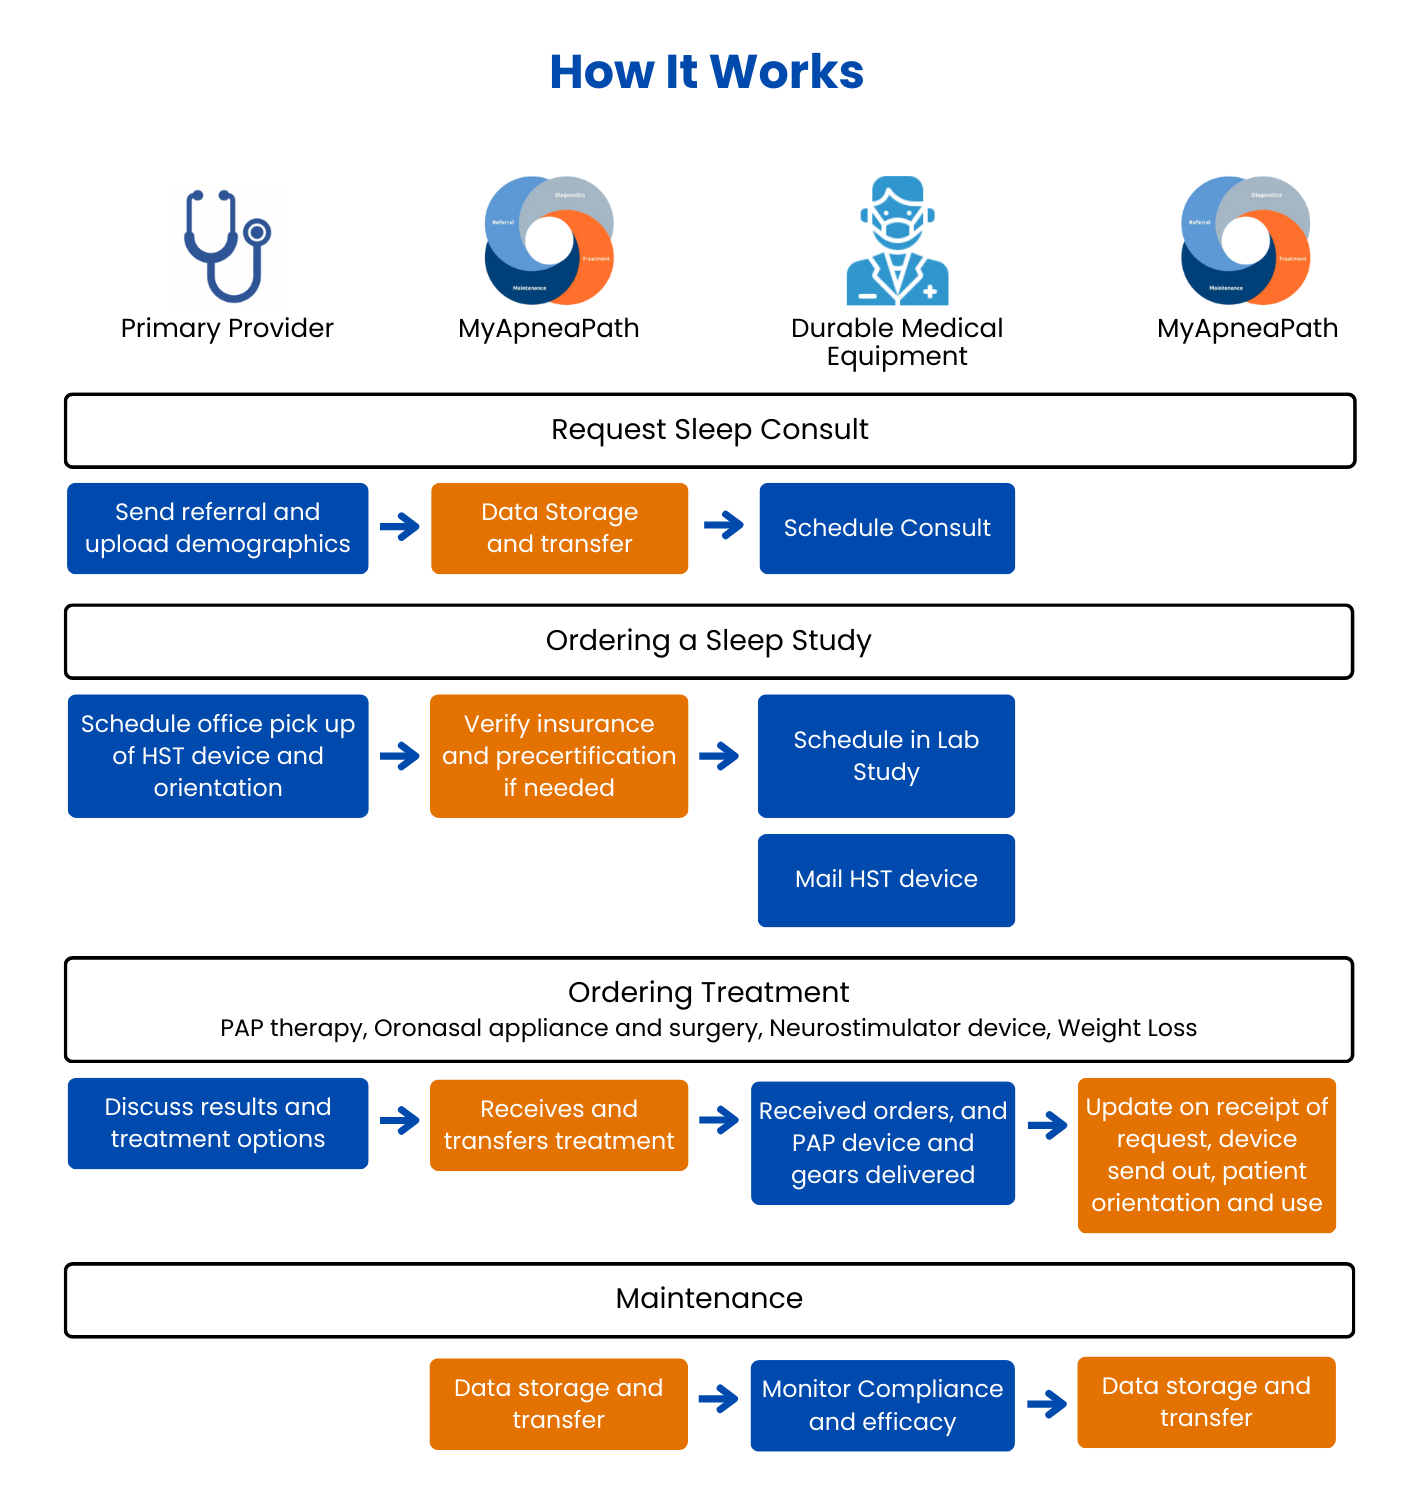 How It Works
Referral
Diagnostics
Treatment
Maintenance
Referral
Diagnostics
Treatment
Maintenance
Primary Provider
MyApneaPath
Durable Medical
Equipment
MyApneaPath
Request Sleep Consult
Send referral and
upload demographics
Data Storage
and transfer
Schedule Consult
Ordering a Sleep Study
Schedule office pick up
of HST device and
orientation
Verify insurance
and precertification
if needed
Schedule in Lab
Study
Mail HST device
Ordering Treatment
PAP therapy, Oronasal appliance and surgery, Neurostimulator device, Weight Loss
Discuss results and
treatment options
Receives and
transfers treatment
Received orders, and
PAP device and
gears delivered
Update on receipt of
request, device
send out, patient
orientation and use
Maintenance
Data storage and
transfer
Monitor Compliance
and efficacy
Data storage and
transfer